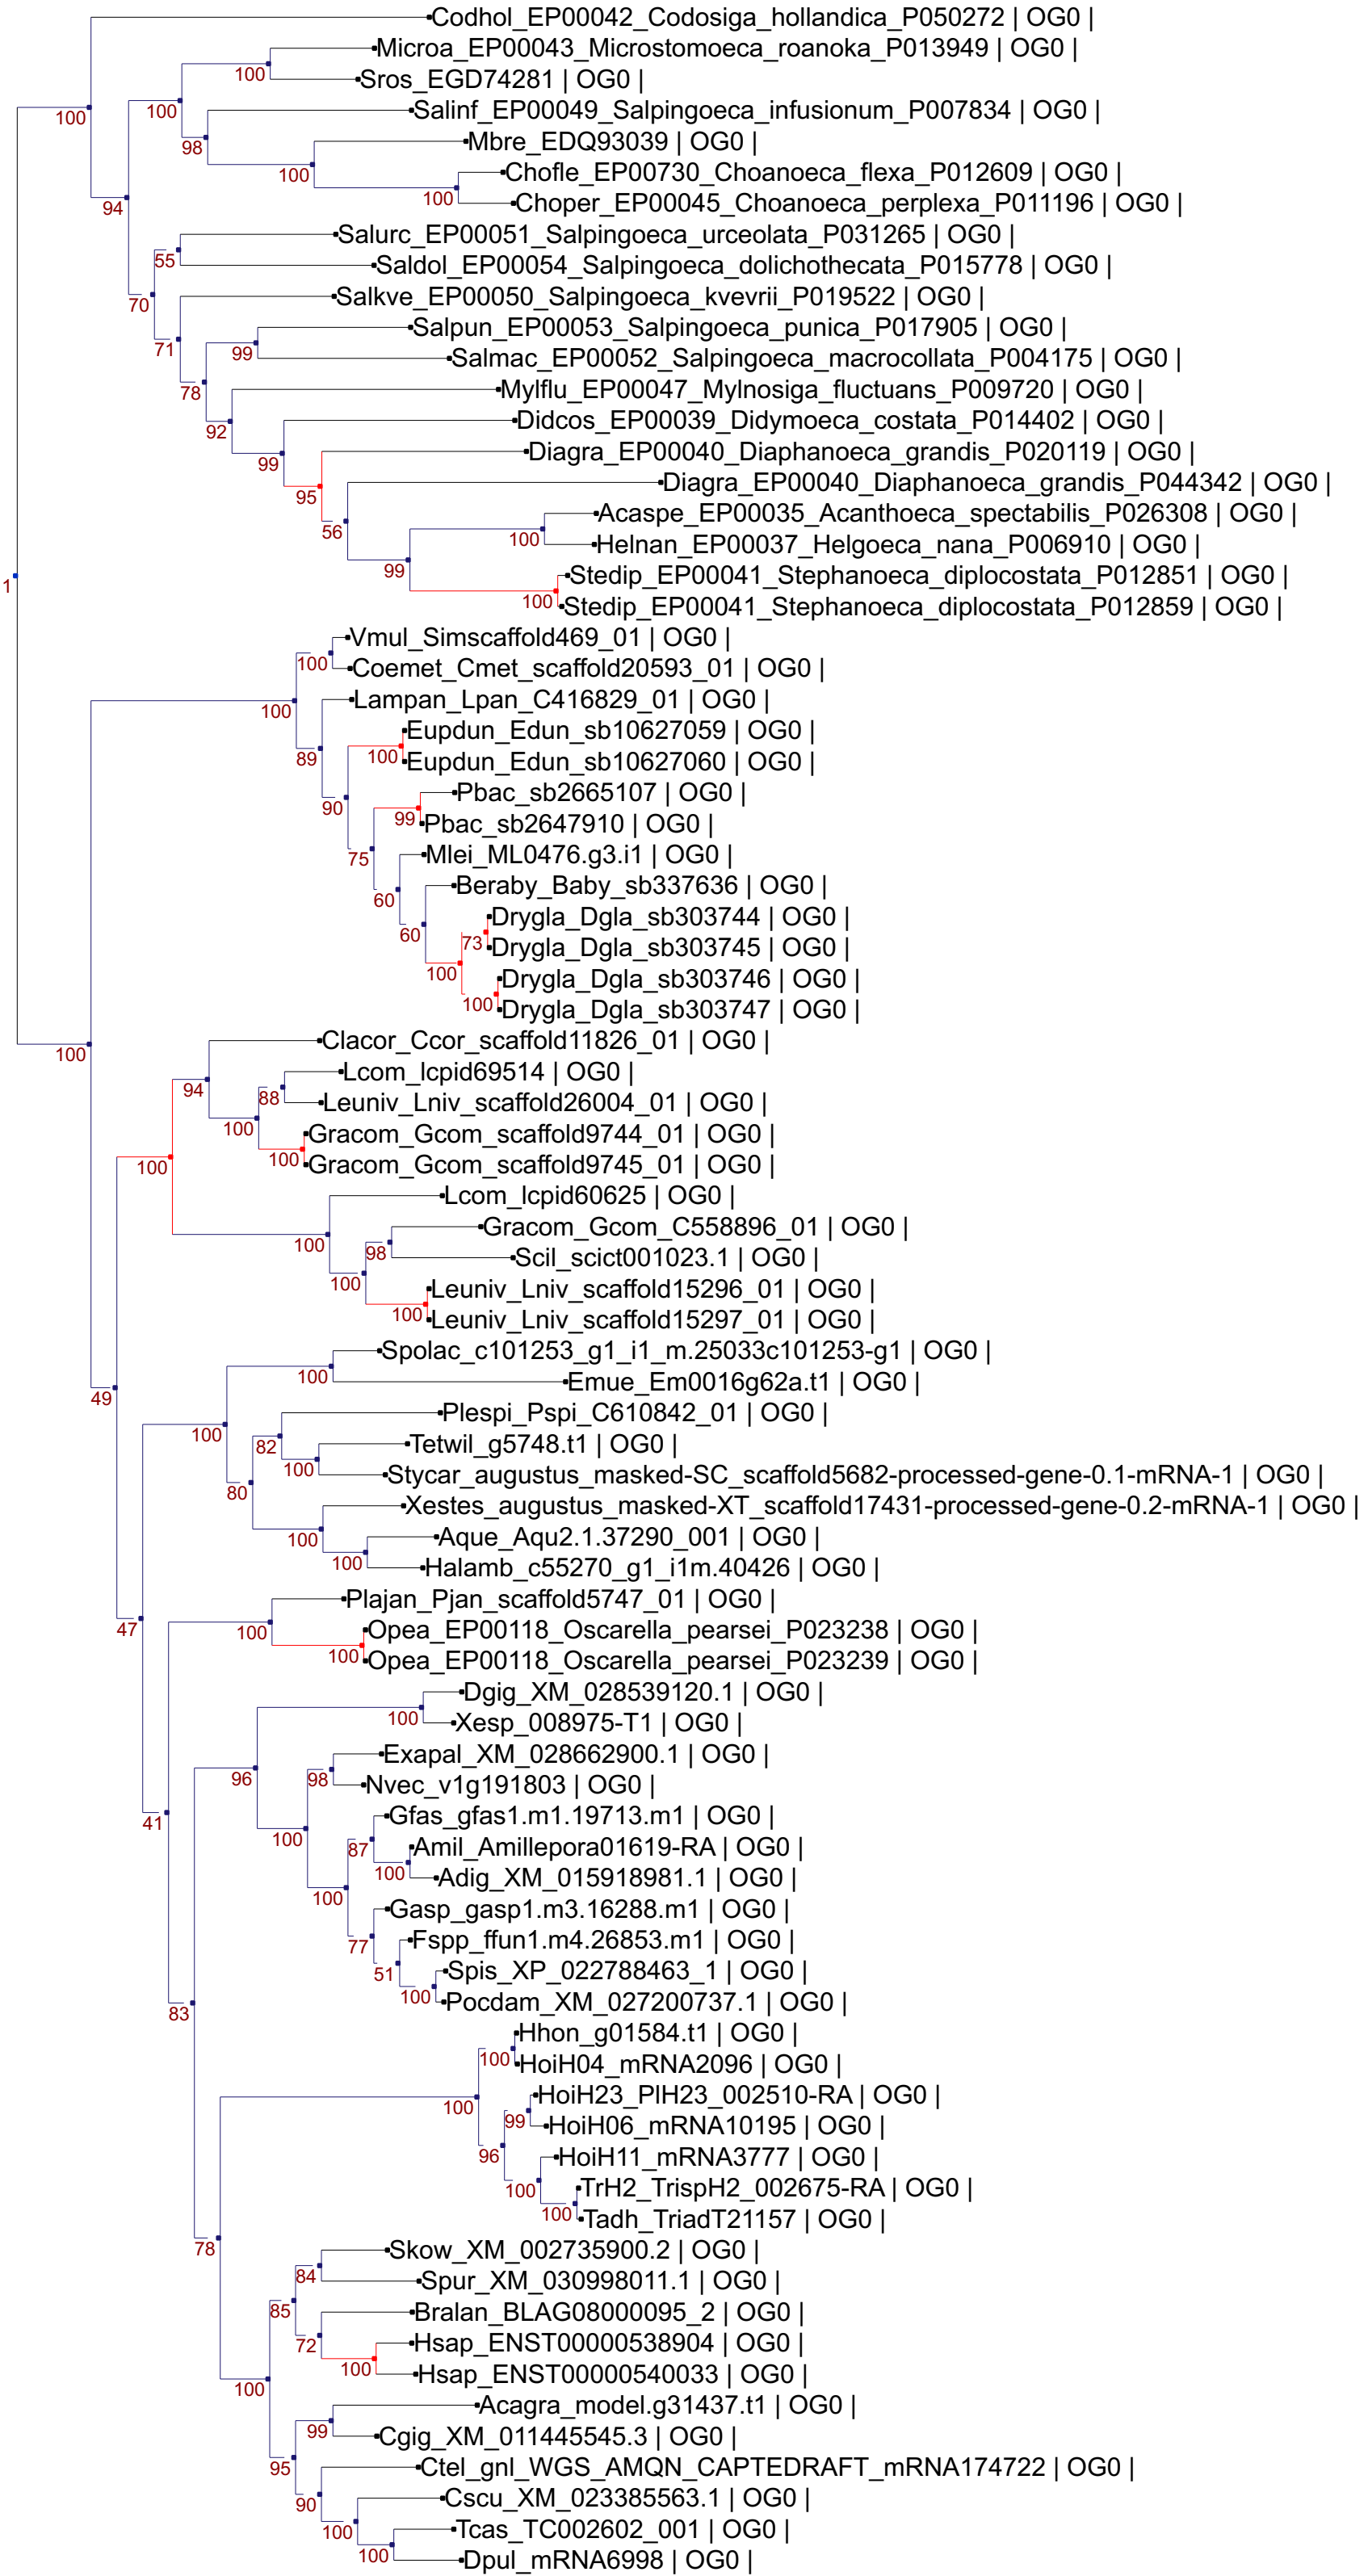 Codhol_EP00042_Codosiga_hollandica_P050272 | OG0 |
Microa_EP00043_Microstomoeca_roanoka_P013949 | OG0 |
100
Sros_EGD74281 | OG0 |
100
100
Salinf_EP00049_Salpingoeca_infusionum_P007834 | OG0 |
98
Mbre_EDQ93039 | OG0 |
100
Chofle_EP00730_Choanoeca_flexa_P012609 | OG0 |
100
Choper_EP00045_Choanoeca_perplexa_P011196 | OG0 |
94
Salurc_EP00051_Salpingoeca_urceolata_P031265 | OG0 |
55
Saldol_EP00054_Salpingoeca_dolichothecata_P015778 | OG0 |
70
Salkve_EP00050_Salpingoeca_kvevrii_P019522 | OG0 |
71
Salpun_EP00053_Salpingoeca_punica_P017905 | OG0 |
99
Salmac_EP00052_Salpingoeca_macrocollata_P004175 | OG0 |
78
Mylflu_EP00047_Mylnosiga_fluctuans_P009720 | OG0 |
92
Didcos_EP00039_Didymoeca_costata_P014402 | OG0 |
99
Diagra_EP00040_Diaphanoeca_grandis_P020119 | OG0 |
95
Diagra_EP00040_Diaphanoeca_grandis_P044342 | OG0 |
56
Acaspe_EP00035_Acanthoeca_spectabilis_P026308 | OG0 |
100
Helnan_EP00037_Helgoeca_nana_P006910 | OG0 |
99
Stedip_EP00041_Stephanoeca_diplocostata_P012851 | OG0 |
1
100
Stedip_EP00041_Stephanoeca_diplocostata_P012859 | OG0 |
Vmul_Simscaffold469_01 | OG0 |
100
Coemet_Cmet_scaffold20593_01 | OG0 |
100
Lampan_Lpan_C416829_01 | OG0 |
89
Eupdun_Edun_sb10627059 | OG0 |
100
Eupdun_Edun_sb10627060 | OG0 |
90
Pbac_sb2665107 | OG0 |
99
Pbac_sb2647910 | OG0 |
75
Mlei_ML0476.g3.i1 | OG0 |
60
Beraby_Baby_sb337636 | OG0 |
60
Drygla_Dgla_sb303744 | OG0 |
73
Drygla_Dgla_sb303745 | OG0 |
100
Drygla_Dgla_sb303746 | OG0 |
100
Drygla_Dgla_sb303747 | OG0 |
100
Clacor_Ccor_scaffold11826_01 | OG0 |
94
Lcom_lcpid69514 | OG0 |
88
Leuniv_Lniv_scaffold26004_01 | OG0 |
100
Gracom_Gcom_scaffold9744_01 | OG0 |
100
100
Gracom_Gcom_scaffold9745_01 | OG0 |
Lcom_lcpid60625 | OG0 |
100
Gracom_Gcom_C558896_01 | OG0 |
98
Scil_scict001023.1 | OG0 |
100
Leuniv_Lniv_scaffold15296_01 | OG0 |
100
Leuniv_Lniv_scaffold15297_01 | OG0 |
Spolac_c101253_g1_i1_m.25033c101253-g1 | OG0 |
100
Emue_Em0016g62a.t1 | OG0 |
49
Plespi_Pspi_C610842_01 | OG0 |
100
82
Tetwil_g5748.t1 | OG0 |
100
Stycar_augustus_masked-SC_scaffold5682-processed-gene-0.1-mRNA-1 | OG0 |
80
Xestes_augustus_masked-XT_scaffold17431-processed-gene-0.2-mRNA-1 | OG0 |
100
Aque_Aqu2.1.37290_001 | OG0 |
100
Halamb_c55270_g1_i1m.40426 | OG0 |
Plajan_Pjan_scaffold5747_01 | OG0 |
47
100
Opea_EP00118_Oscarella_pearsei_P023238 | OG0 |
100
Opea_EP00118_Oscarella_pearsei_P023239 | OG0 |
Dgig_XM_028539120.1 | OG0 |
100
Xesp_008975-T1 | OG0 |
Exapal_XM_028662900.1 | OG0 |
96
98
Nvec_v1g191803 | OG0 |
Gfas_gfas1.m1.19713.m1 | OG0 |
41
100
87
Amil_Amillepora01619-RA | OG0 |
100
Adig_XM_015918981.1 | OG0 |
100
Gasp_gasp1.m3.16288.m1 | OG0 |
77
Fspp_ffun1.m4.26853.m1 | OG0 |
51
Spis_XP_022788463_1 | OG0 |
100
Pocdam_XM_027200737.1 | OG0 |
83
Hhon_g01584.t1 | OG0 |
100
HoiH04_mRNA2096 | OG0 |
HoiH23_PIH23_002510-RA | OG0 |
100
99
HoiH06_mRNA10195 | OG0 |
96
HoiH11_mRNA3777 | OG0 |
100
TrH2_TrispH2_002675-RA | OG0 |
100
Tadh_TriadT21157 | OG0 |
78
Skow_XM_002735900.2 | OG0 |
84
Spur_XM_030998011.1 | OG0 |
85
Bralan_BLAG08000095_2 | OG0 |
72
Hsap_ENST00000538904 | OG0 |
100
Hsap_ENST00000540033 | OG0 |
100
Acagra_model.g31437.t1 | OG0 |
99
Cgig_XM_011445545.3 | OG0 |
95
Ctel_gnl_WGS_AMQN_CAPTEDRAFT_mRNA174722 | OG0 |
90
Cscu_XM_023385563.1 | OG0 |
100
Tcas_TC002602_001 | OG0 |
100
Dpul_mRNA6998 | OG0 |